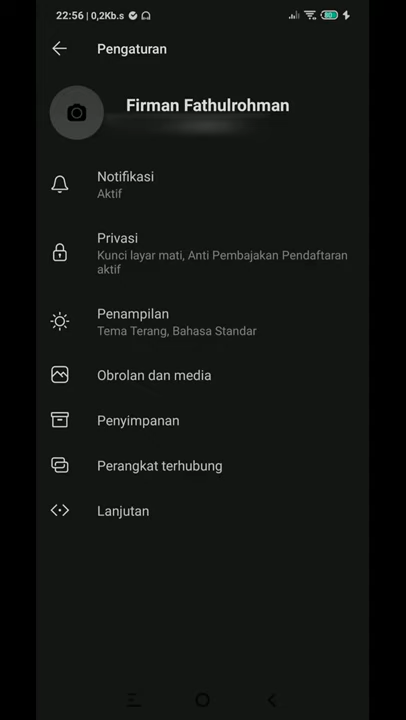 22:56 | 0,2Kb.s
80
Pengaturan
Firman Fathulrohman
Notifikasi
Aktif
Privasi
Kunci layar mati, Anti Pembajakan Pendaftaran
aktif
Penampilan
Tema Terang, Bahasa Standar
Obrolan dan media
Penyimpanan
Perangkat terhubung
Lanjutan